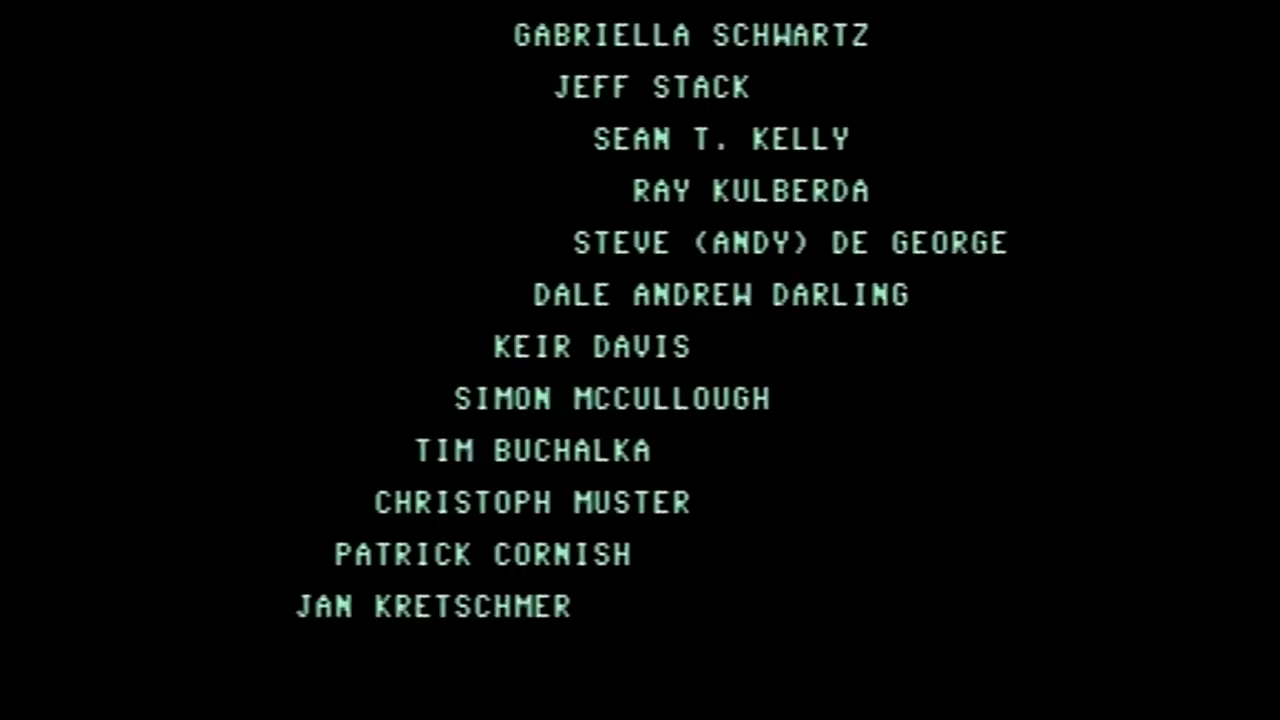 GABRIELLA SCHWARTZ
JEFF STACK
SEAN T. KELLY
RAY KULBERDA
STEVE (ANDY) DE GEORGE
DALE ANDREW DARLING
KEIR DAVIS
SIMON MCCULLOUGH
TIM BUCHALKA
CHRISTOPH MUSTER
PATRICK CORNISH
JAN KRETSCHMER